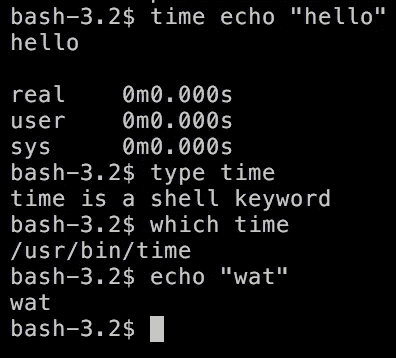 bash-3.2$ time echo "hello"
hello

real    0m0.000s
user    0m0.000s
sys     0m0.000s
bash-3.2$ type time
time is a shell keyword
bash-3.2$ which time
/usr/bin/time
bash-3.2$ echo "wat"
wat
bash-3.2$